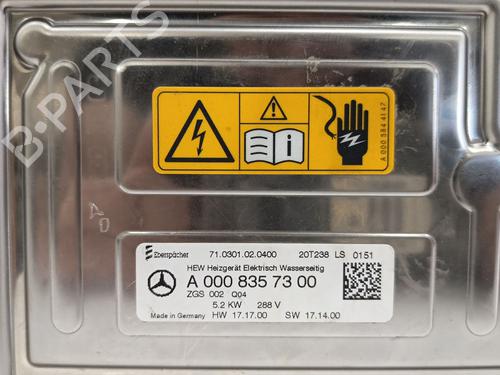 B-PARTS
A 000 584 41 47
Eberspächer 71.0301.02.0400 20T238 LS 0151
HEW Heizgerät Elektrisch Wasserseitig
A 000 835 73 00
ZGS 002 Q04
5.2 KW 288 V
Made in Germany HW 17.17.00 SW 17.14.00